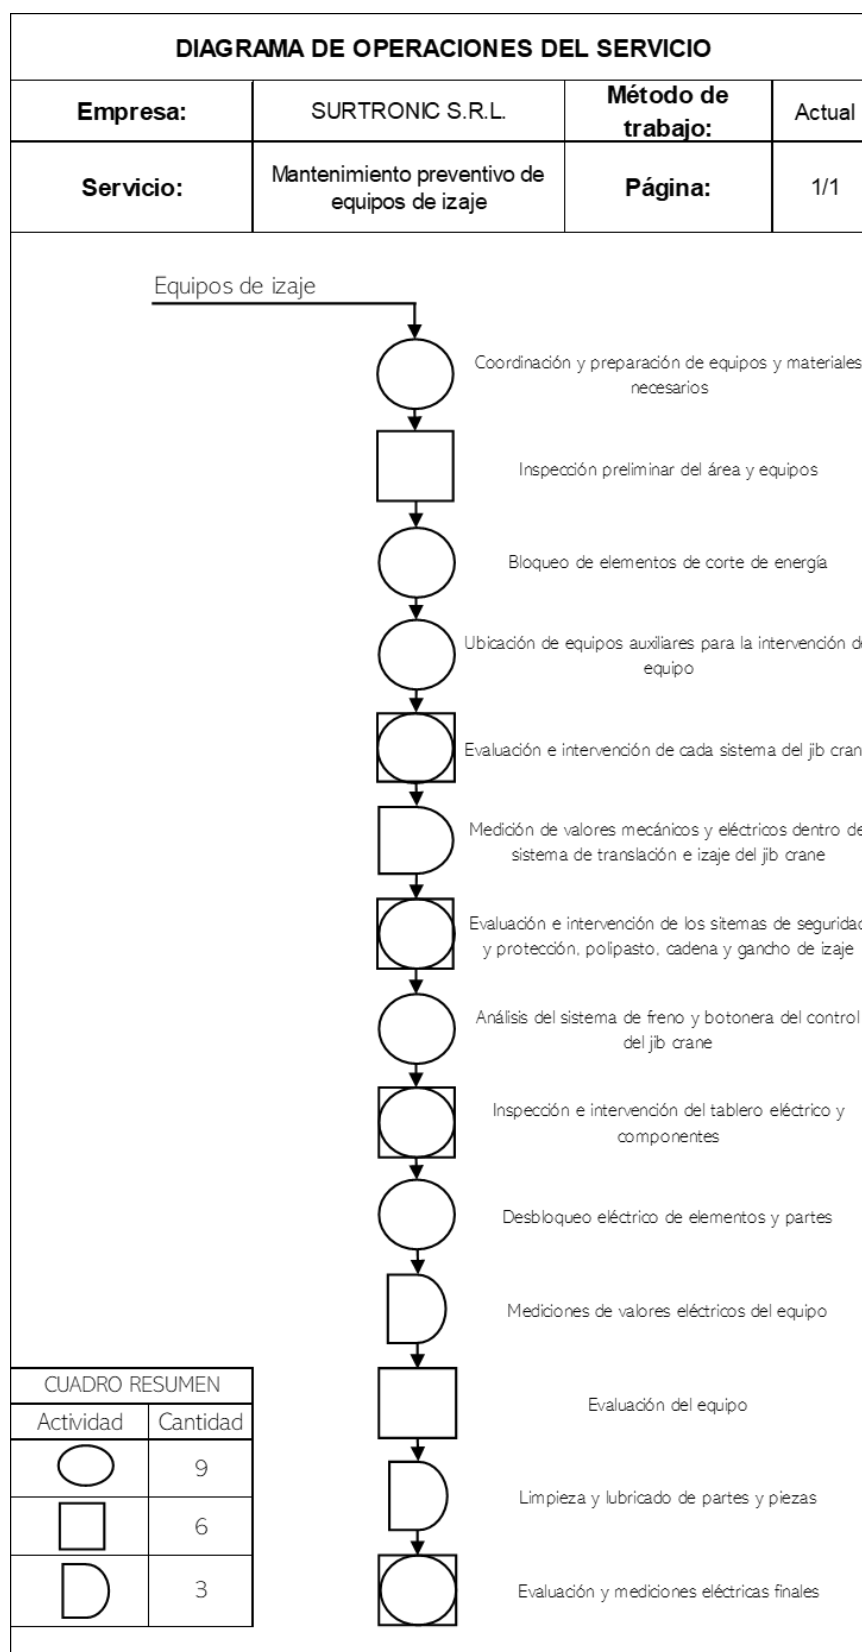 DIAGRAMA DE OPERACIONES DEL SERVICIO
Empresa:
SURTRONIC S.R.L.
Método de
trabajo:
Actual
Servicio:
Mantenimiento preventivo de
equipos de izaje
Página:
1/1
Equipos de izaje
Coordinación y preparación de equipos y materiales
necesarios
Inspección preliminar del área y equipos
Bloqueo de elementos de corte de energía
Ubicación de equipos auxiliares para la intervención
equipo
Evaluación e intervención de cada sistema del jib
Medición de valores mecánicos y eléctricos dentro
sistema de translación e izaje del jib crane
Evaluación e intervención de los sitemas de
y protección, polipasto, cadena y gancho de izaje
Análisis del sistema de freno y botonera del control
del jib crane
Inspección e intervención del tablero eléctrico y
componentes
Desbloqueo eléctrico de elementos y partes
Mediciones de valores eléctricos del equipo
Evaluación del equipo
Limpieza y lubricado de partes y piezas
Evaluación y mediciones eléctricas finales
CUADRO RESUMEN
Actividad Cantidad
9
6
3